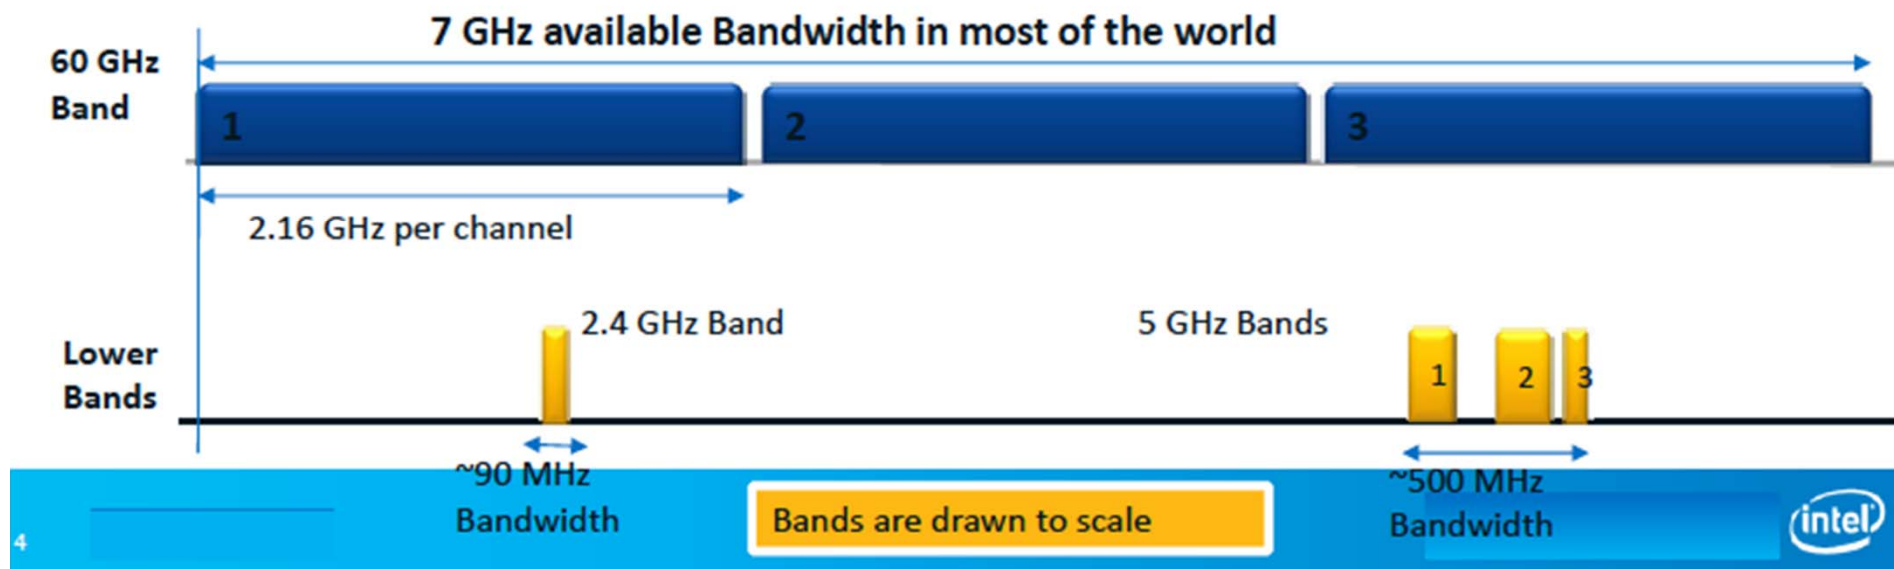 7 GHz available Bandwidth in most of the world
60 GHz
Band
1
2
3
2.16 GHz per channel
2.4 GHz Band
5 GHz Bands
Lower
Bands
1
2
3
~90 MHz
Bandwidth
~500 MHz
Bandwidth
Bands are drawn to scale
4
intel